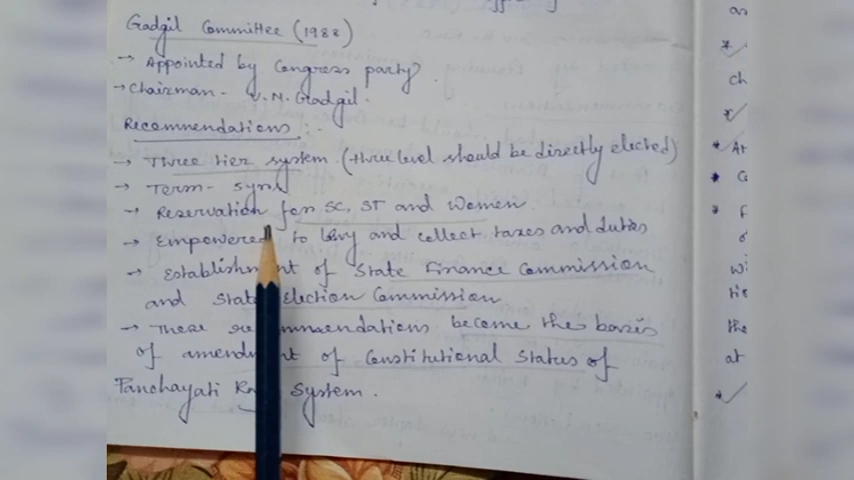 Gadgil Committee (1988)
→ Appointed by Congress party
→ Chairman - V. N. Gadgil.
Recommendations :-
→ Three tier system (three level should be directly elected)
→ Term - 5yrs
→ Reservation for SC, ST and Women.
→ Empowered to levy and collect taxes and duties
→ Establishment of State Finance Commission
and State Election Commission
→ These recommendations become the bases
of amendment of Constitutional Status of
Panchayati Raj System.